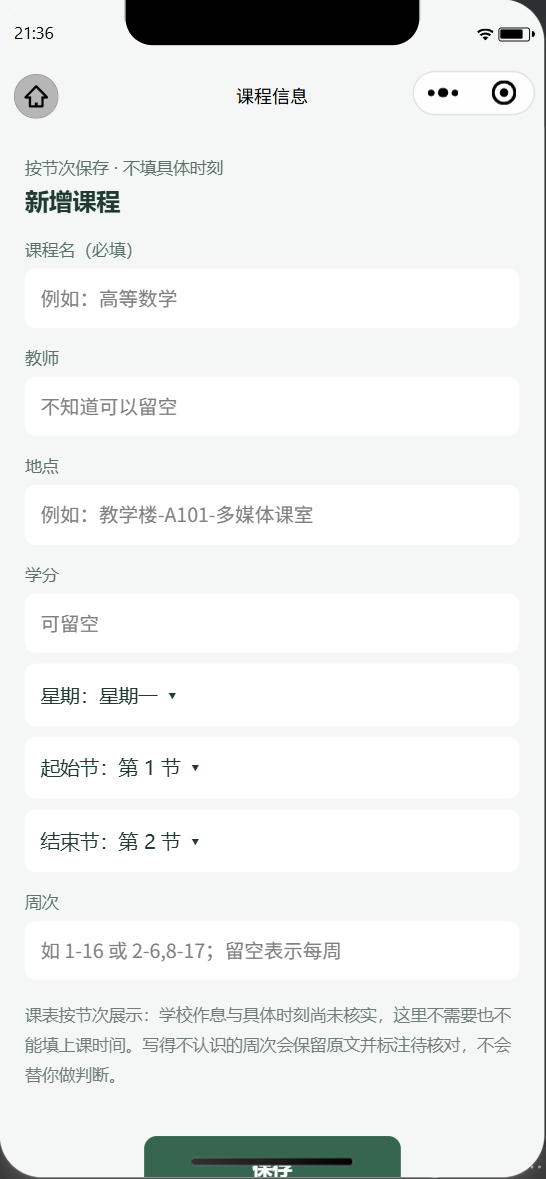 21:36
课程信息
按节次保存 · 不填具体时刻
新增课程
课程名（必填）
例如：高等数学
教师
不知道可以留空
地点
例如：教学楼-A101-多媒体课室
学分
可留空
星期：星期一 ▼
起始节：第 1 节 ▼
结束节：第 2 节 ▼
周次
如 1-16 或 2-6,8-17；留空表示每周
课表按节次展示：学校作息与具体时刻尚未核实，这里不需要也不
能填上课时间。写得不认识的周次会保留原文并标注待核对，不会
替你做判断。
保存